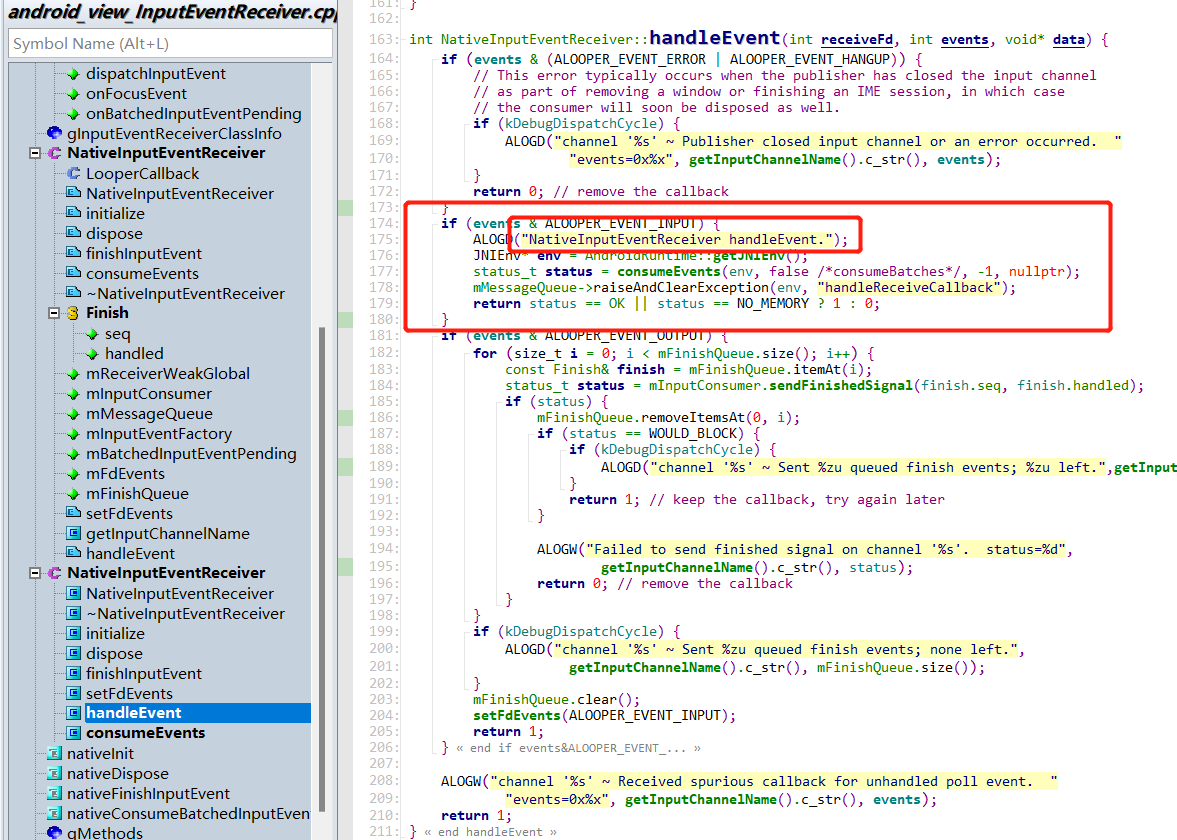 android_view_InputEventReceiver.cpp
Symbol Name (Alt+L)
dispatchInputEvent
onFocusEvent
onBatchedInputEventPending
gInputEventReceiverClassInfo
NativeInputEventReceiver
LooperCallback
NativeInputEventReceiver
initialize
dispose
finishInputEvent
consumeEvents
~NativeInputEventReceiver
Finish
seq
handled
mReceiverWeakGlobal
mInputConsumer
mMessageQueue
mInputEventFactory
mBatchedInputEventPending
mFdEvents
mFinishQueue
setFdEvents
getInputChannelName
handleEvent
NativeInputEventReceiver
NativeInputEventReceiver
~NativeInputEventReceiver
initialize
dispose
finishInputEvent
setFdEvents
handleEvent
consumeEvents
nativeInit
nativeDispose
nativeFinishInputEvent
nativeConsumeBatchedInputEven
gMethods
161: }
162:
163: int NativeInputEventReceiver::handleEvent(int receiveFd, int events, void* data) {
164: if (events & (ALOOPER_EVENT_ERROR | ALOOPER_EVENT_HANGUP)) {
165: // This error typically occurs when the publisher has closed the input channel
166: // as part of removing a window or finishing an IME session, in which case
167: // the consumer will soon be disposed as well.
168: if (kDebugDispatchCycle) {
169: ALOGD("channel '%s' ~ Publisher closed input channel or an error occurred.  "
170: "events=0x%x", getInputChannelName().c_str(), events);
171: }
172: return 0; // remove the callback
173: }
174: if (events & ALOOPER_EVENT_INPUT) {
175: ALOGD("NativeInputEventReceiver handleEvent.");
176: JNIEnv* env = AndroidRuntime::getJNIEnv();
177: status_t status = consumeEvents(env, false /*consumeBatches*/, -1, nullptr);
178: mMessageQueue->raiseAndClearException(env, "handleReceiveCallback");
179: return status == OK || status == NO_MEMORY ? 1 : 0;
180: }
181: if (events & ALOOPER_EVENT_OUTPUT) {
182: for (size_t i = 0; i < mFinishQueue.size(); i++) {
183: const Finish& finish = mFinishQueue.itemAt(i);
184: status_t status = mInputConsumer.sendFinishedSignal(finish.seq, finish.handled);
185: if (status) {
186: mFinishQueue.removeItemsAt(0, i);
187: if (status == WOULD_BLOCK) {
188: if (kDebugDispatchCycle) {
189: ALOGD("channel '%s' ~ Sent %zu queued finish events; %zu left.",getInput
190: }
191: return 1; // keep the callback, try again later
192: }
193:
194: ALOGW("Failed to send finished signal on channel '%s'.  status=%d",
195: getInputChannelName().c_str(), status);
196: return 0; // remove the callback
197: }
198: }
199: if (kDebugDispatchCycle) {
200: ALOGD("channel '%s' ~ Sent %zu queued finish events; none left.",
201: getInputChannelName().c_str(), mFinishQueue.size());
202: }
203: mFinishQueue.clear();
204: setFdEvents(ALOOPER_EVENT_INPUT);
205: return 1;
206: } « end if events&ALOOPER_EVENT_... »
207:
208: ALOGW("channel '%s' ~ Received spurious callback for unhandled poll event.  "
209: "events=0x%x", getInputChannelName().c_str(), events);
210: return 1;
211: } « end handleEvent »